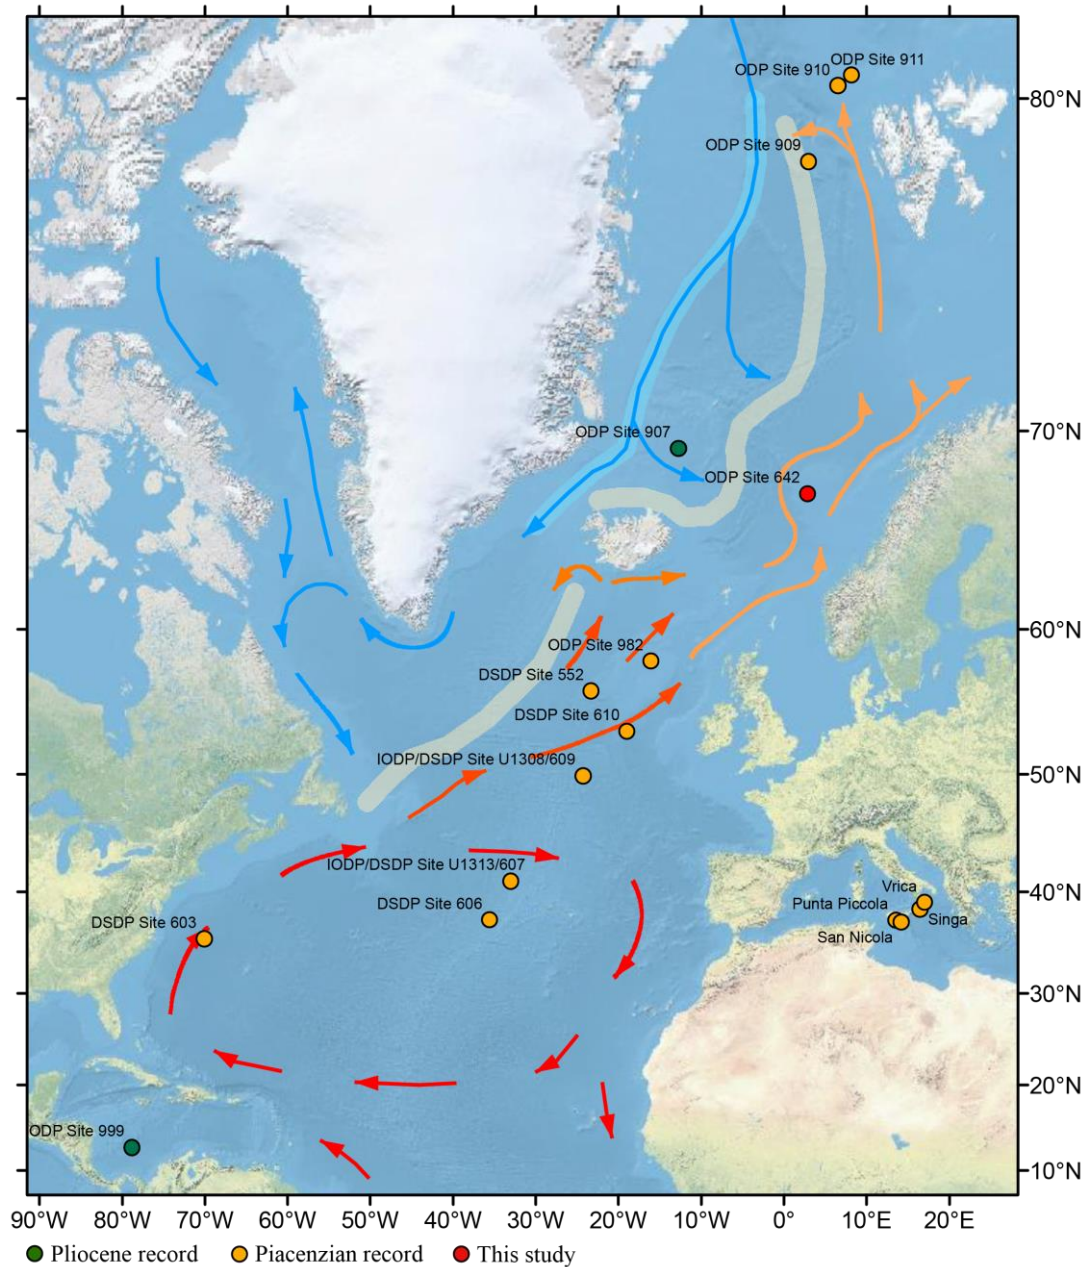 ODP Site 911
ODP Site 910
80°N
ODP Site 909
ODP Site 907
70°N
ODP Site 642
60°N
ODP Site 982
DSDP Site 552
DSDP Site 610
IODP/DSDP Site U1308/609
50°N
IODP/DSDP Site U1313/607
Vrica
40°N
DSDP Site 606
Punta Piccola
DSDP Site 603
Singa
San Nicola
30°N
20°N
ODP Site 999
10°N
90°W 80°W 70°W 60°W 50°W 40°W 30°W 20°W 10°W 0° 10°E 20°E
Pliocene record Piacenzian record This study